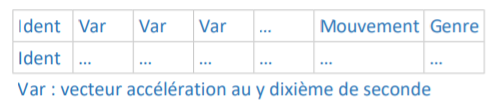 Ident Var Var Var ... Mouvement Genre
Ident ... ... ... ... ... ...
Var : vecteur accélération au y dixième de seconde